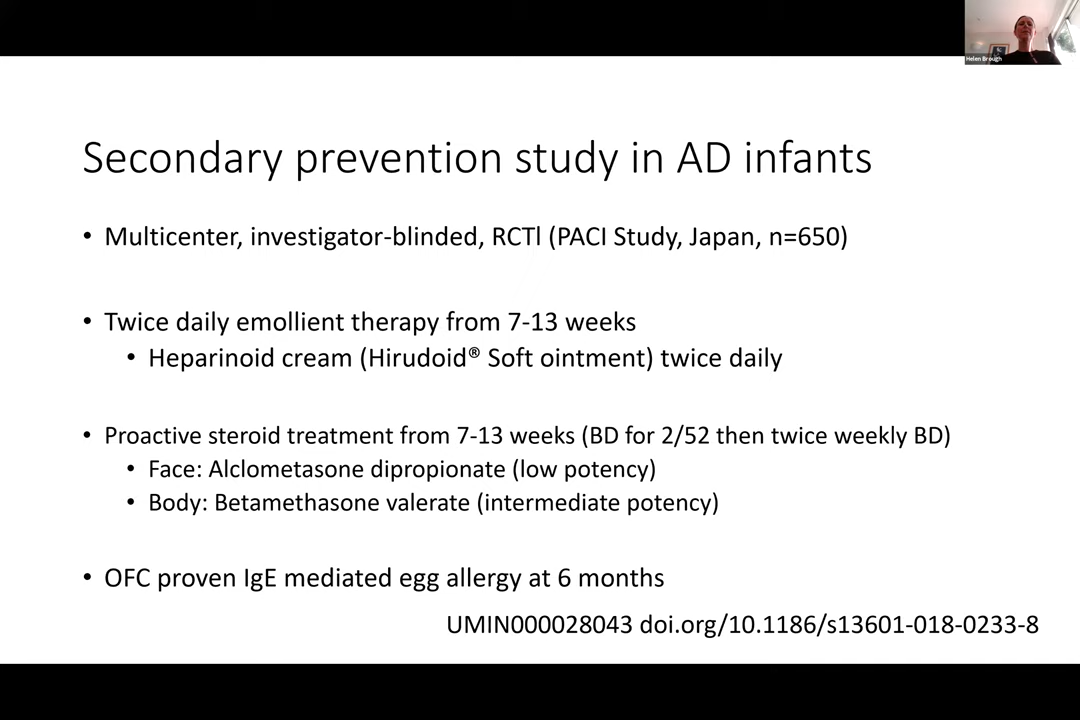 Helen Brough
Secondary prevention study in AD infants
• Multicenter, investigator-blinded, RCTl (PACI Study, Japan, n=650)
• Twice daily emollient therapy from 7-13 weeks
• Heparinoid cream (Hirudoid® Soft ointment) twice daily
• Proactive steroid treatment from 7-13 weeks (BD for 2/52 then twice weekly BD)
• Face: Alclometasone dipropionate (low potency)
• Body: Betamethasone valerate (intermediate potency)
• OFC proven IgE mediated egg allergy at 6 months
UMIN000028043 doi.org/10.1186/s13601-018-0233-8